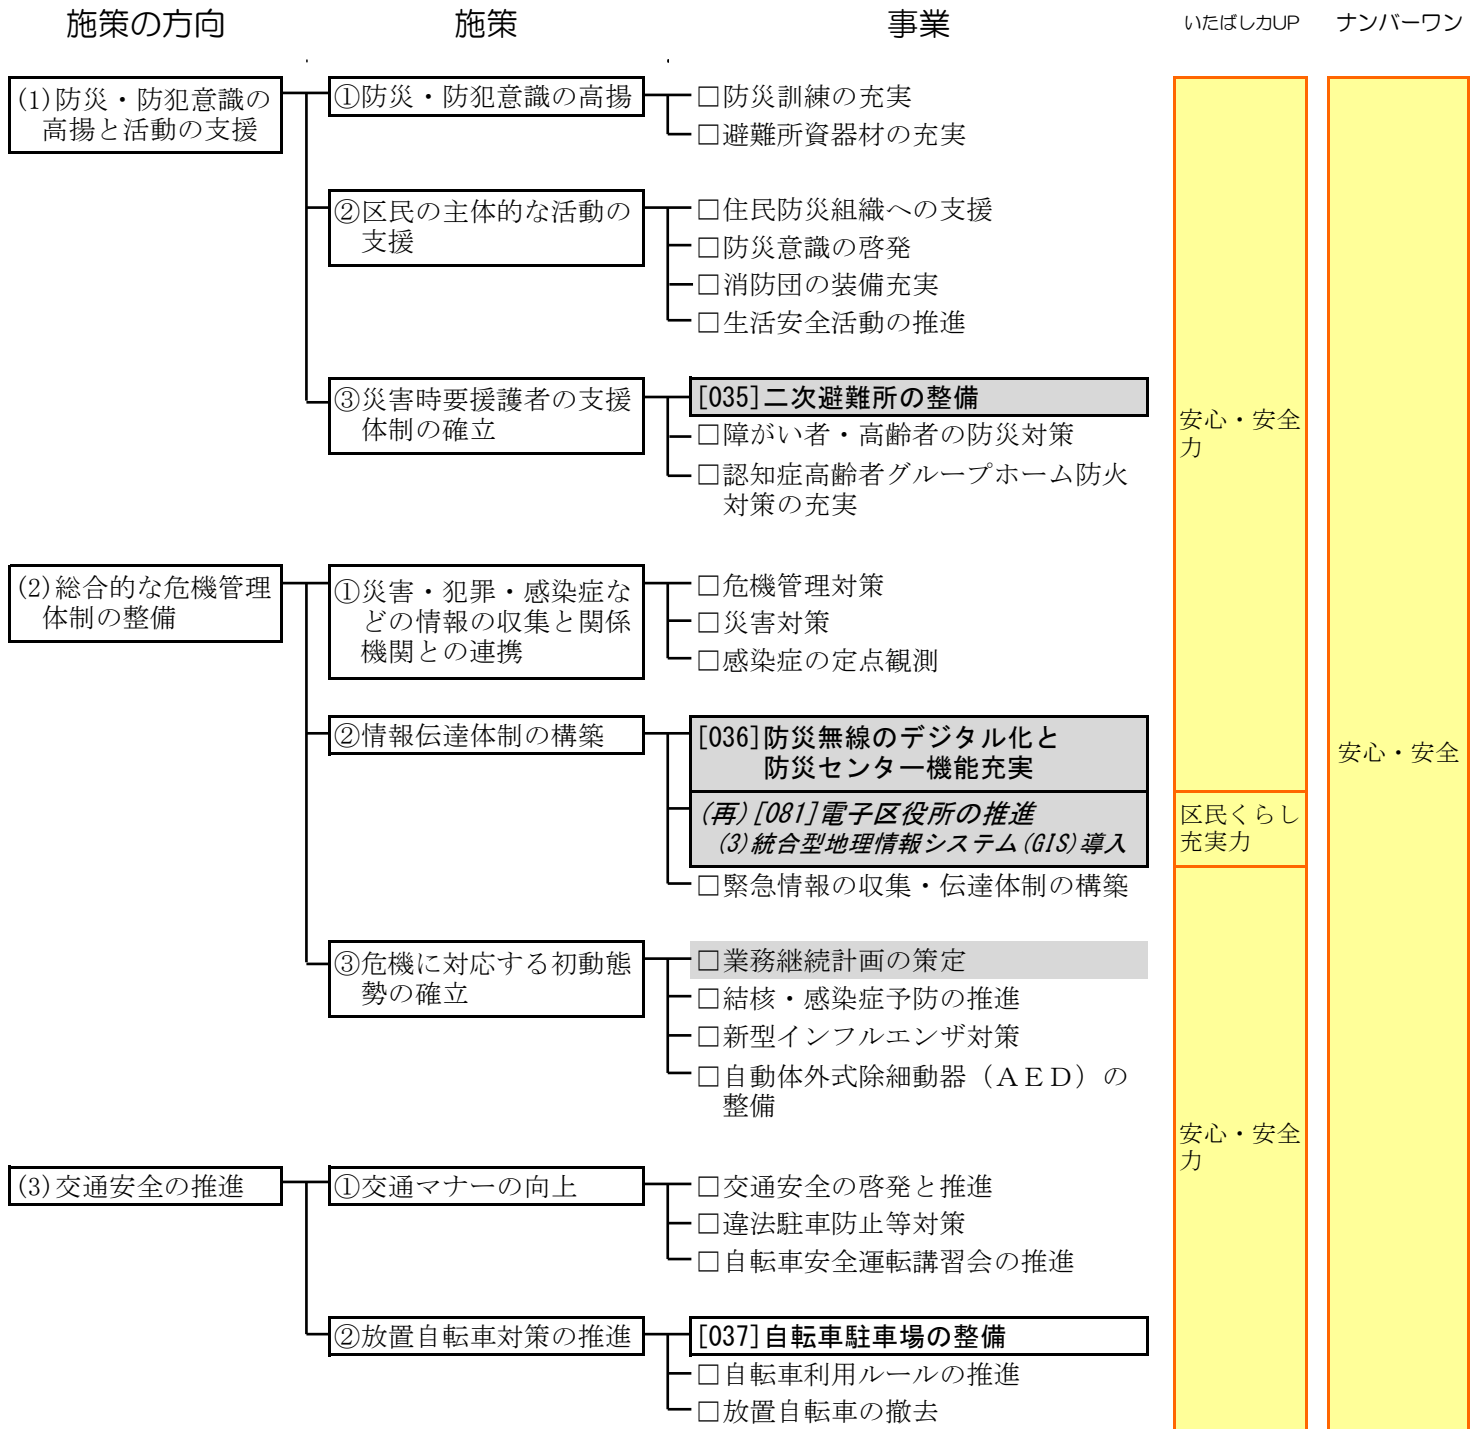 施策の方向
施策
事業
いたばし力UP
ナンバーワン
(1)防災・防犯意識の
高揚と活動の支援
①防災・防犯意識の高揚
□防災訓練の充実
□避難所資器材の充実
②区民の主体的な活動の
支援
□住民防災組織への支援
□防災意識の啓発
□消防団の装備充実
□生活安全活動の推進
③災害時要援護者の支援
体制の確立
[035]二次避難所の整備
□障がい者・高齢者の防災対策
□認知症高齢者グループホーム防火
対策の充実
安心・安全
力
(2)総合的な危機管理
体制の整備
①災害・犯罪・感染症な
どの情報の収集と関係
機関との連携
□危機管理対策
□災害対策
□感染症の定点観測
②情報伝達体制の構築
[036]防災無線のデジタル化と
防災センター機能充実
(再)[081]電子区役所の推進
(3)統合型地理情報システム(GIS)導入
□緊急情報の収集・伝達体制の構築
安心・安全
区民くらし
充実力
③危機に対応する初動態
勢の確立
□業務継続計画の策定
□結核・感染症予防の推進
□新型インフルエンザ対策
□自動体外式除細動器（ＡＥＤ）の
整備
安心・安全
力
(3)交通安全の推進
①交通マナーの向上
□交通安全の啓発と推進
□違法駐車防止等対策
□自転車安全運転講習会の推進
②放置自転車対策の推進
[037]自転車駐車場の整備
□自転車利用ルールの推進
□放置自転車の撤去